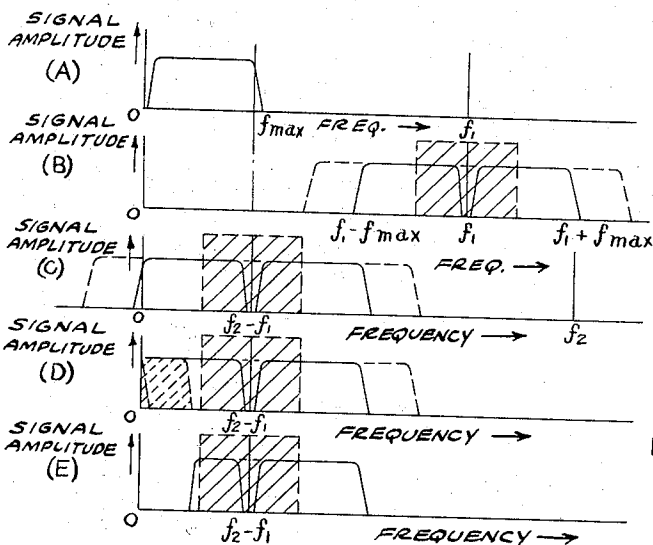 SIGNAL
AMPLITUDE
(A)
0
fmax FREQ. → f₁
SIGNAL
AMPLITUDE
(B)
0
f₁-fmax f₁ f₁+fmax
FREQ. →
SIGNAL
AMPLITUDE
(C)
0
f₂-f₁ FREQUENCY → f₂
SIGNAL
AMPLITUDE
(D)
0
f₂-f₁ FREQUENCY →
SIGNAL
AMPLITUDE
(E)
0
f₂-f₁ FREQUENCY →